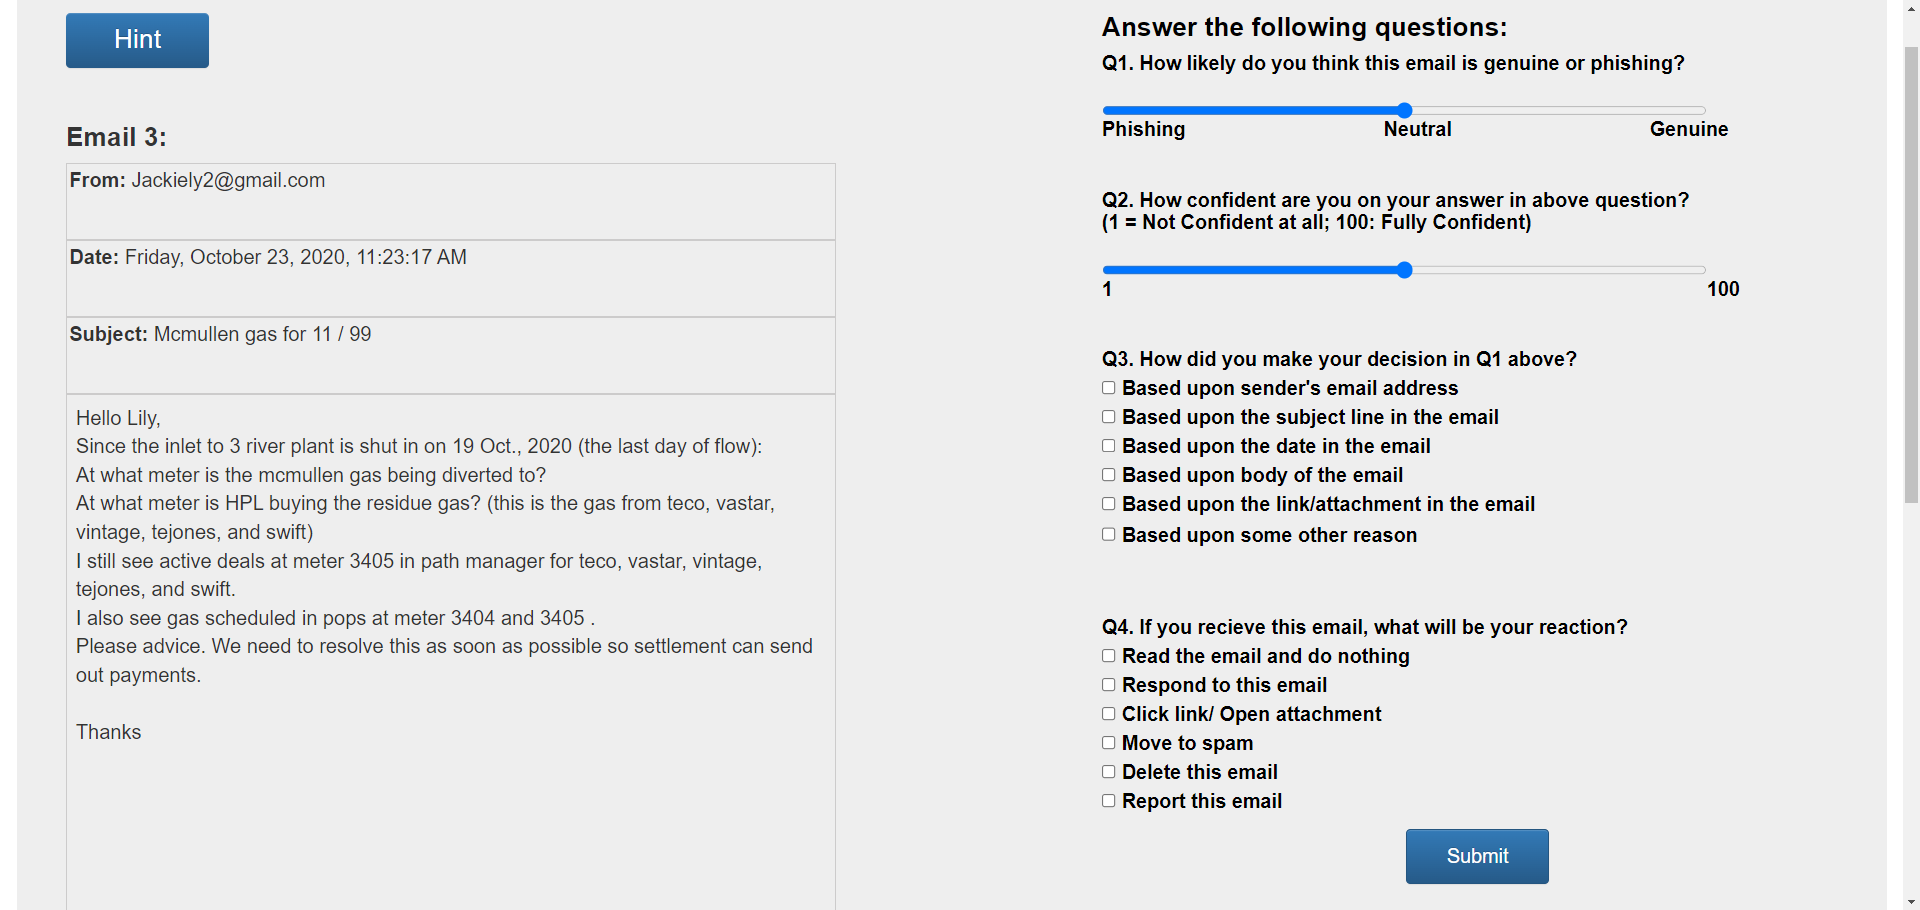 Hint
Email 3:
From: Jackiely2@gmail.com
Date: Friday, October 23, 2020, 11:23:17 AM
Subject: Mcmullen gas for 11 / 99
Hello Lily,
Since the inlet to 3 river plant is shut in on 19 Oct., 2020 (the last day of flow):
At what meter is the mcmullen gas being diverted to?
At what meter is HPL buying the residue gas? (this is the gas from teco, vastar,
vintage, tejones, and swift)
I still see active deals at meter 3405 in path manager for teco, vastar, vintage,
tejones, and swift.
I also see gas scheduled in pops at meter 3404 and 3405 .
Please advice. We need to resolve this as soon as possible so settlement can send
out payments.
Thanks
Answer the following questions:
Q1. How likely do you think this email is genuine or phishing?
Phishing Neutral Genuine
Q2. How confident are you on your answer in above question?
(1 = Not Confident at all; 100: Fully Confident)
1 100
Q3. How did you make your decision in Q1 above?
Based upon sender's email address
Based upon the subject line in the email
Based upon the date in the email
Based upon body of the email
Based upon the link/attachment in the email
Based upon some other reason
Q4. If you recieve this email, what will be your reaction?
Read the email and do nothing
Respond to this email
Click link/ Open attachment
Move to spam
Delete this email
Report this email
Submit